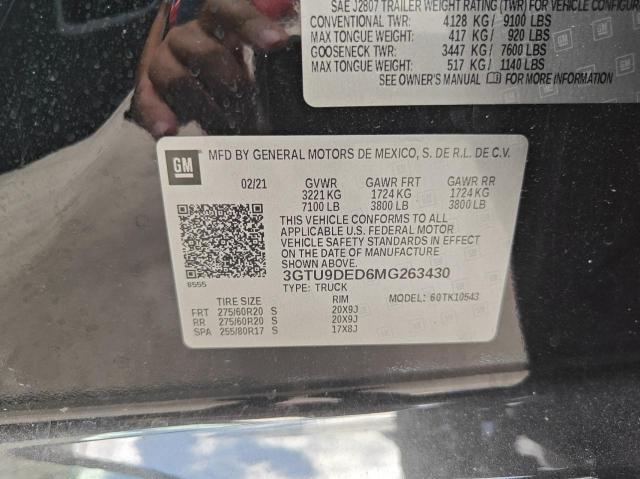 SAE J2807 TRAILER WEIGHT RATING (TWR) FOR VEHICLE
CONVENTIONAL TWR: 4128 KG / 9100 LBS
MAX TONGUE WEIGHT: 417 KG / 920 LBS
GOOSENECK TWR: 3447 KG / 7600 LBS
MAX TONGUE WEIGHT: 517 KG / 1140 LBS
SEE OWNER'S MANUAL FOR MORE INFORMATION
GM MFD BY GENERAL MOTORS DE MEXICO, S. DE R.L. DE C.V.
02/21 GVWR GAWR FRT GAWR RR
3221 KG 1724 KG 1724 KG
7100 LB 3800 LB 3800 LB
THIS VEHICLE CONFORMS TO ALL
APPLICABLE U.S. FEDERAL MOTOR
VEHICLE SAFETY STANDARDS IN EFFECT
ON THE DATE OF MANUFACTURE
SHOWN ABOVE.
8555 3GTU9DED6MG263430
TYPE: TRUCK MODEL: 60TK10543
TIRE SIZE RIM
FRT 275/60R20 S 20X9J
RR 275/60R20 S 20X9J
SPA 255/80R17 S 17X8J